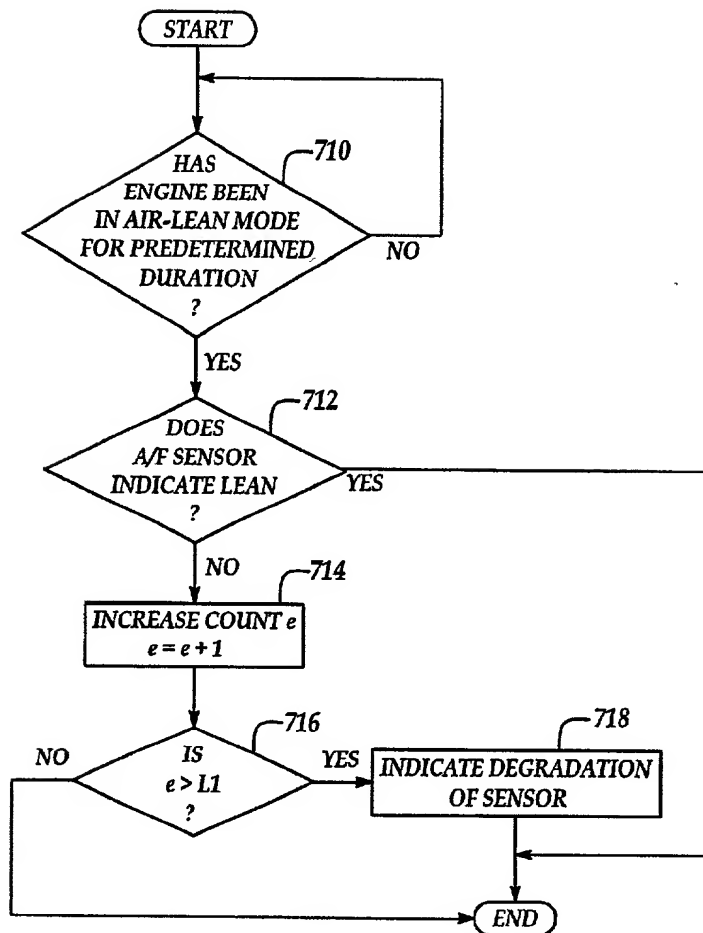 START
710
HAS
ENGINE BEEN
IN AIR-LEAN MODE
FOR PREDETERMINED
DURATION
?
NO
YES
712
DOES
A/F SENSOR
INDICATE LEAN
?
YES
NO
714
INCREASE COUNT e
e = e + 1
716
NO
IS
e > L1
?
YES
718
INDICATE DEGRADATION
OF SENSOR
END